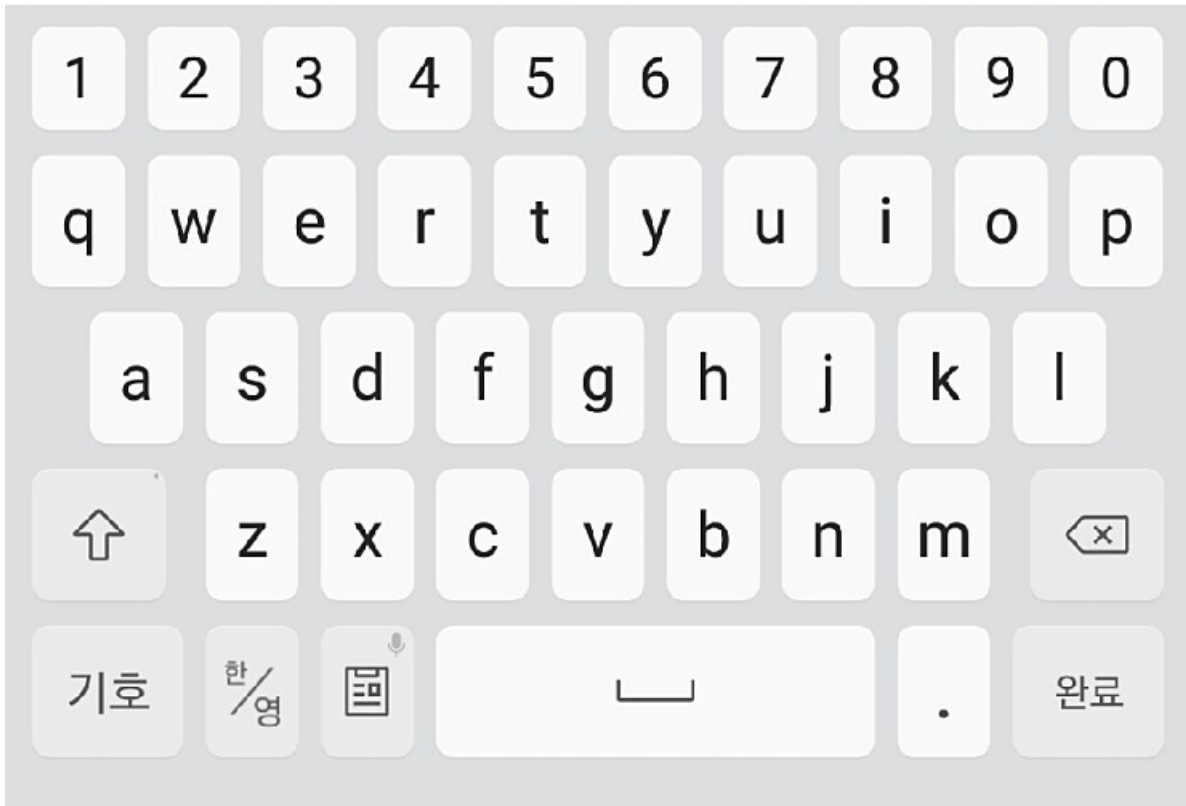 1 2 3 4 5 6 7 8 9 0
q w e r t y u i o p
a s d f g h j k l
z x c v b n m
기호 한/영 . 완료